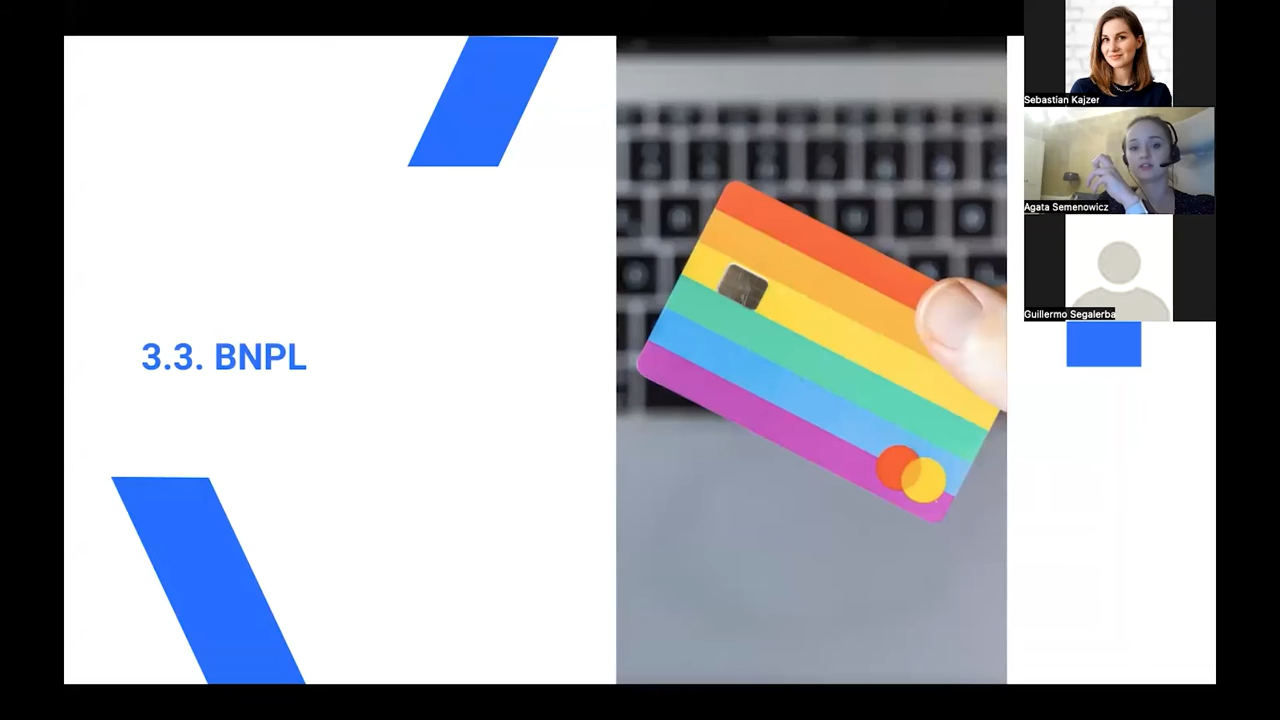 3.3. BNPL
Sebastian Kajzer
Agata Semenowicz
Guillermo Segalerba